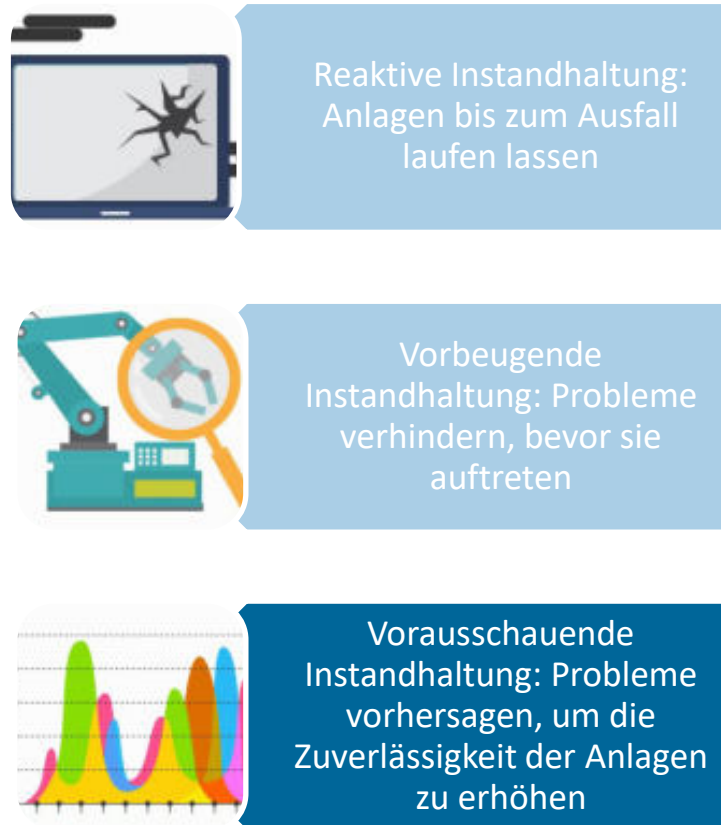 Reaktive Instandhaltung:
Anlagen bis zum Ausfall
laufen lassen
Vorbeugende
Instandhaltung: Probleme
verhindern, bevor sie
auftreten
Vorausschauende
Instandhaltung: Probleme
vorhersagen, um die
Zuverlässigkeit der Anlagen
zu erhöhen